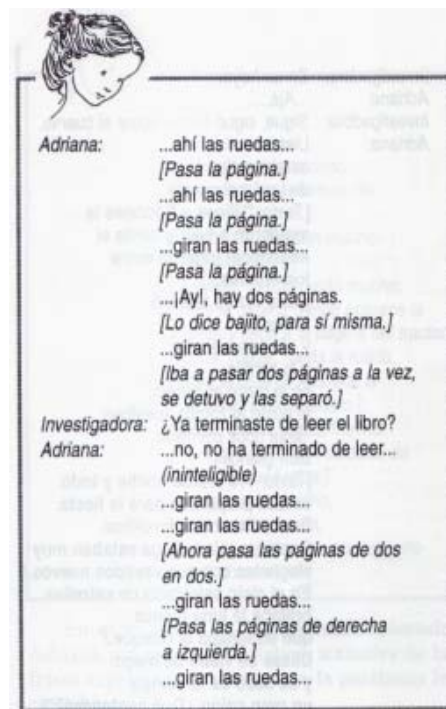 Adriana: ...ahí las ruedas...
[Pasa la página.]
...ahí las ruedas...
[Pasa la página.]
...giran las ruedas...
[Pasa la página.]
...¡Ay!, hay dos páginas.
[Lo dice bajito, para sí misma.]
...giran las ruedas...
[Iba a pasar dos páginas a la vez,
se detuvo y las separó.]
Investigadora: ¿Ya terminaste de leer el libro?
Adriana: ...no, no ha terminado de leer...
(ininteligible)
...giran las ruedas...
...giran las ruedas...
[Ahora pasa las páginas de dos
en dos.]
...giran las ruedas...
[Pasa las páginas de derecha
a izquierda.]
...giran las ruedas...